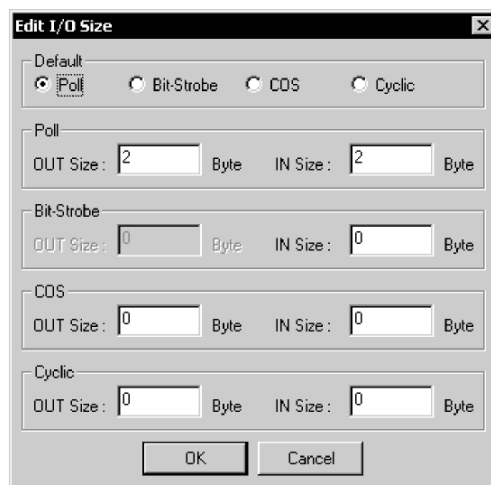 Edit I/O Size
Default
Poll Bit-Strobe COS Cyclic
Poll
OUT Size : 2 Byte IN Size : 2 Byte
Bit-Strobe
OUT Size : 0 Byte IN Size : 0 Byte
COS
OUT Size : 0 Byte IN Size : 0 Byte
Cyclic
OUT Size : 0 Byte IN Size : 0 Byte
OK Cancel